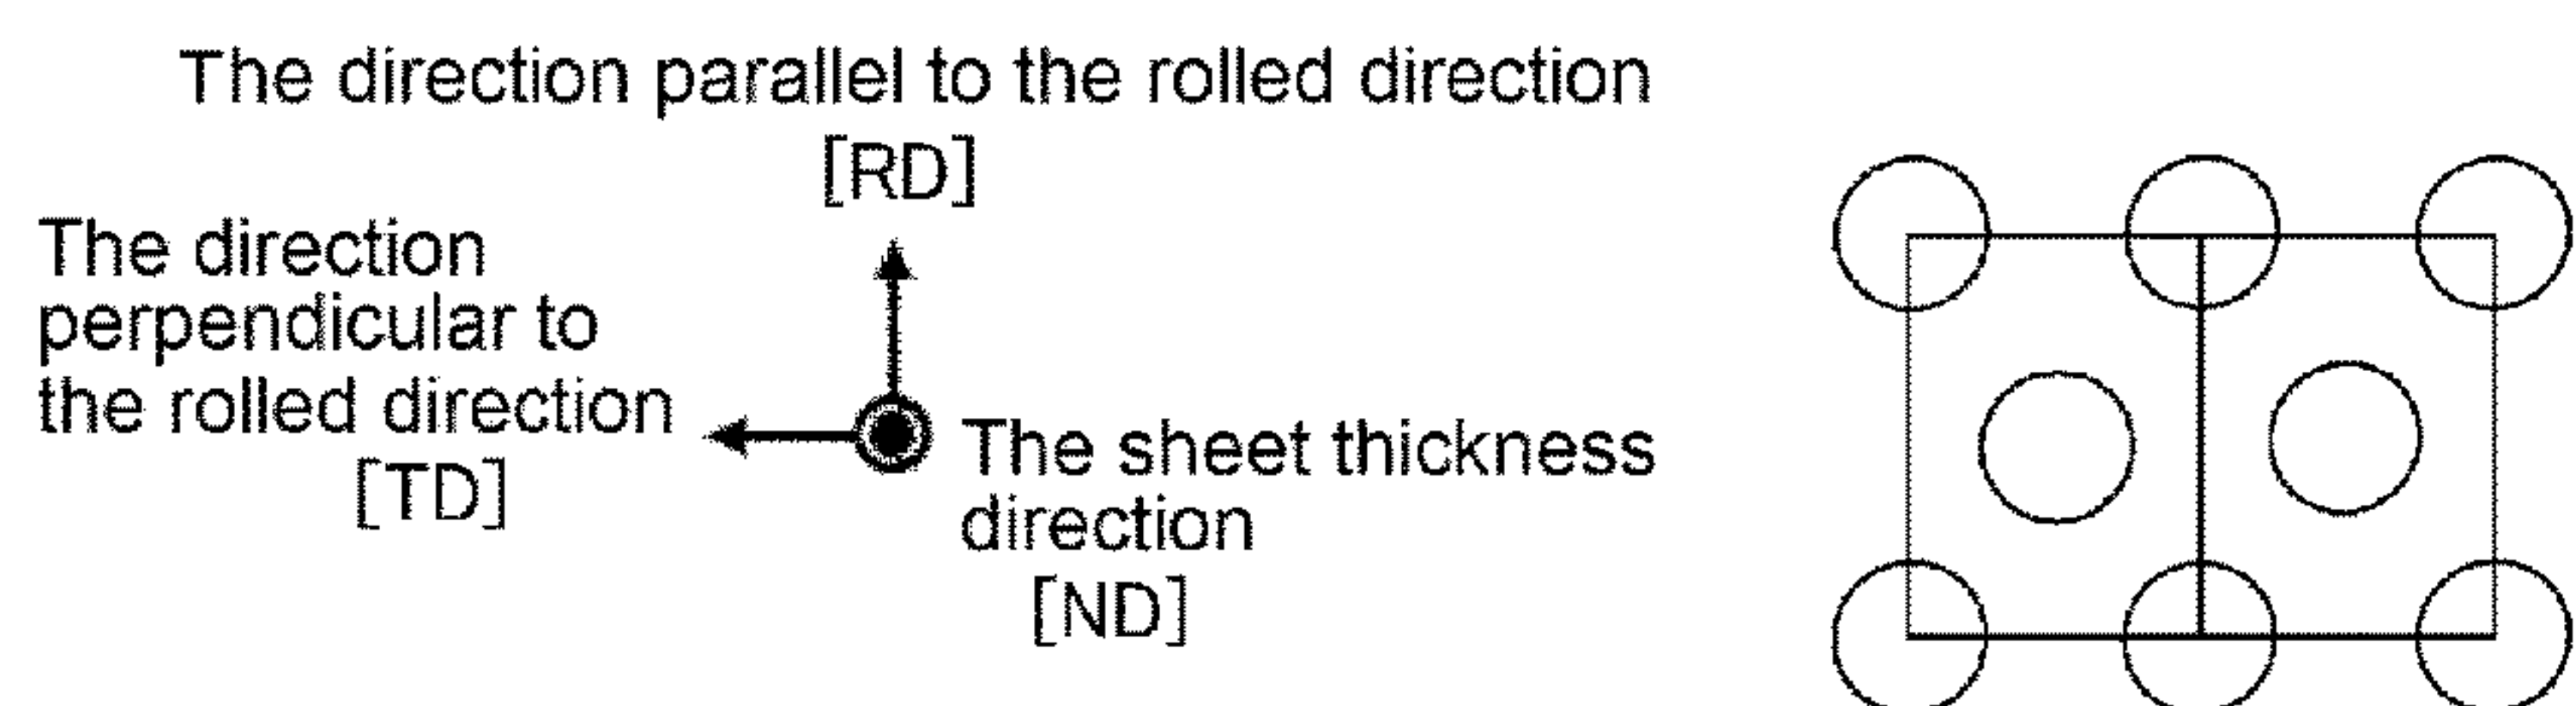 The direction parallel to the rolled direction
[RD]
The direction
perpendicular to
the rolled direction
[TD]
The sheet thickness
direction
[ND]